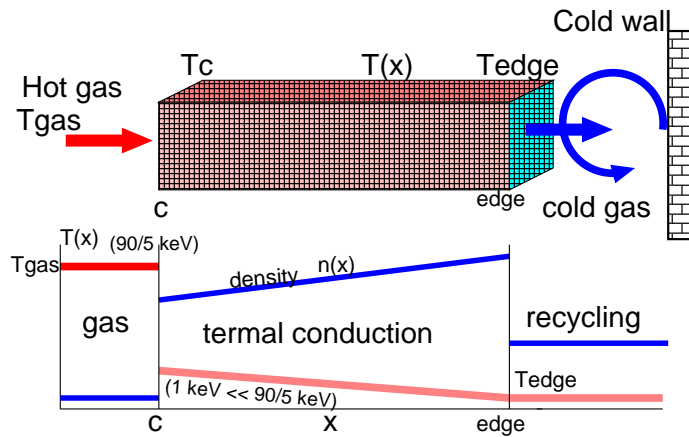 Cold wall
Tc T(x) Tedge
Hot gas
Tgas
c
edge
cold gas
T(x) (90/5 keV)
Tgas
density n(x)
gas
termal conduction
recycling
(1 keV << 90/5 keV)
Tedge
c x edge